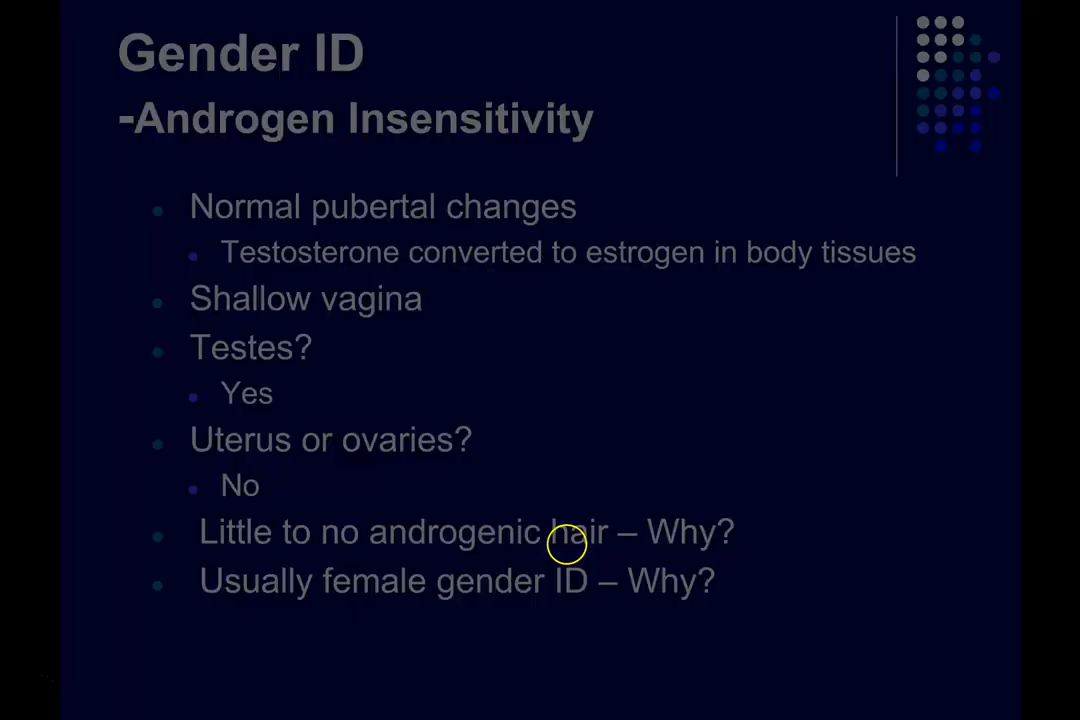 Gender ID
-Androgen Insensitivity
Normal pubertal changes
Testosterone converted to estrogen in body tissues
Shallow vagina
Testes?
Yes
Uterus or ovaries?
No
Little to no androgenic hair – Why?
Usually female gender ID – Why?